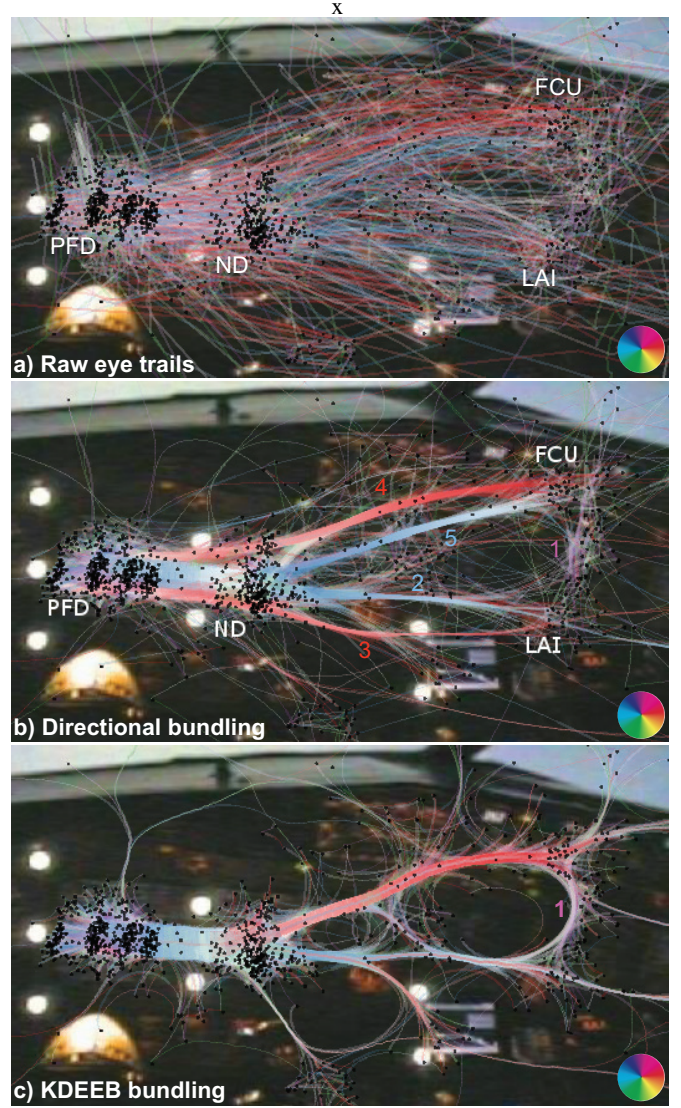 x
FCU
PFD
ND
LAI
a) Raw eye trails
FCU
4
5
1
PFD
2
ND
LAI
3
b) Directional bundling
1
c) KDEEB bundling